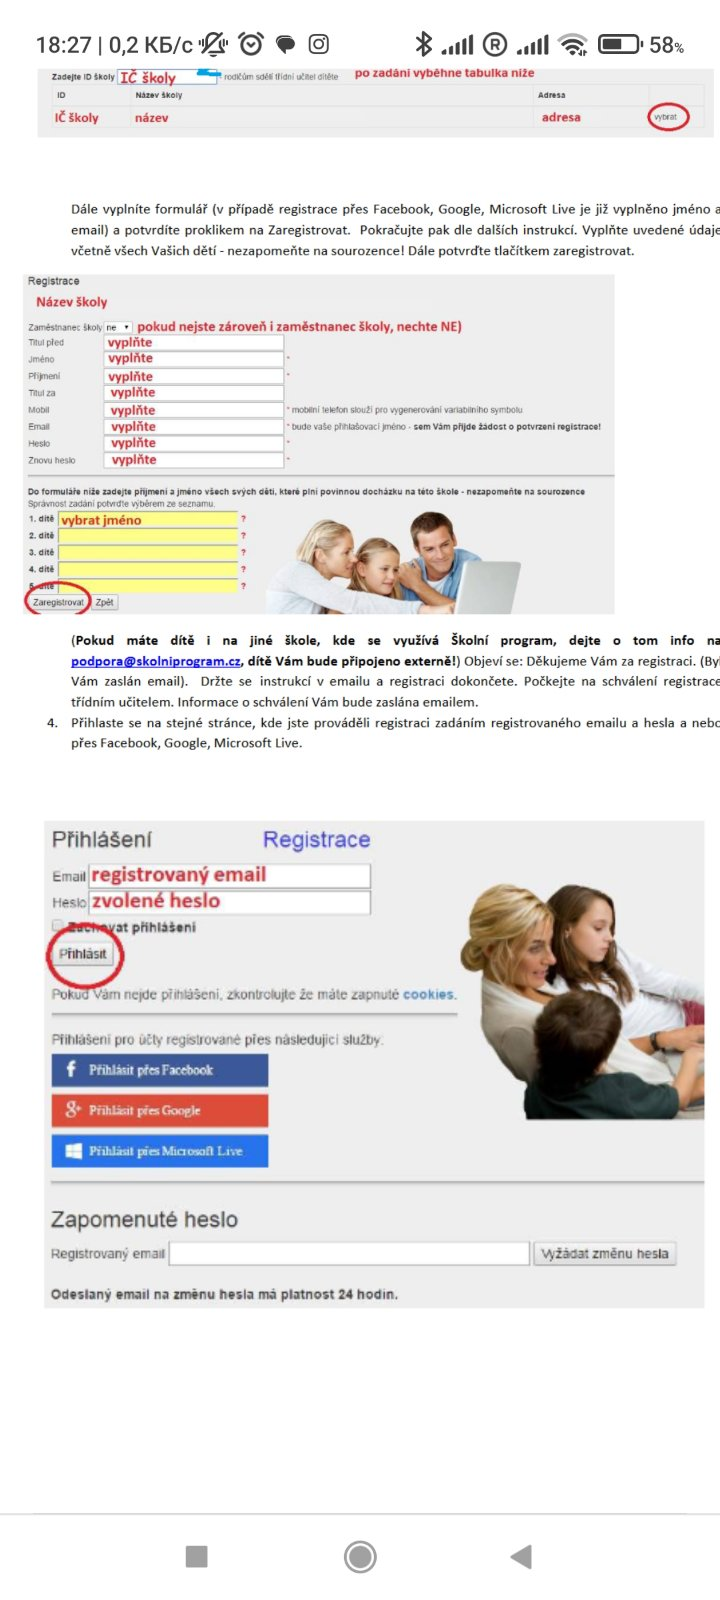 18:27 | 0,2 КБ/с 58%
Zadejte ID školy IČ školy rodičům sdělí třídní učitel dítěte po zadání vyběhne tabulka níže
ID Název školy Adresa
IČ školy název adresa vybrat
Dále vyplníte formulář (v případě registrace přes Facebook, Google, Microsoft Live je již vyplněno jméno a
email) a potvrdíte proklikem na Zaregistrovat. Pokračujte pak dle dalších instrukcí. Vyplňte uvedené údaje
včetně všech Vašich dětí - nezapomeňte na sourozence! Dále potvrďte tlačítkem zaregistrovat.
Registrace
Název školy
Zaměstnanec školy ne pokud nejste zároveň i zaměstnanec školy, nechte NE)
Titul před vyplňte
Jméno vyplňte *
Příjmení vyplňte *
Titul za vyplňte
Mobil vyplňte * mobilní telefon slouží pro vygenerování variabilního symbolu
Email vyplňte * bude vaše přihlašovací jméno - sem Vám přijde žádost o potvrzení registrace!
Heslo vyplňte *
Znovu heslo vyplňte *
Do formuláře níže zadejte příjmení a jméno všech svých dětí, které plní povinnou docházku na této škole - nezapomeňte na sourozence
Správnost zadání potvrďte výběrem ze seznamu.
1. dítě vybrat jméno ?
2. dítě ?
3. dítě ?
4. dítě ?
5. dítě ?
Zaregistrovat Zpět
(Pokud máte dítě i na jiné škole, kde se využívá Školní program, dejte o tom info na
podpora@skolniprogram.cz, dítě Vám bude připojeno externě!) Objeví se: Děkujeme Vám za registraci. (Byl
Vám zaslán email). Držte se instrukcí v emailu a registraci dokončete. Počkejte na schválení registrace
třídním učitelem. Informace o schválení Vám bude zaslána emailem.
4. Přihlaste se na stejné stránce, kde jste prováděli registraci zadáním registrovaného emailu a hesla a nebo
přes Facebook, Google, Microsoft Live.
Přihlášení Registrace
Email registrovaný email
Heslo zvolené heslo
Zachovat přihlášení
Přihlásit
Pokud Vám nejde přihlášení, zkontrolujte že máte zapnuté cookies.
Přihlášení pro účty registrované přes následující služby.
f Přihlásit přes Facebook
g+ Přihlásit přes Google
Přihlásit přes Microsoft Live
Zapomenuté heslo
Registrovaný email Vyžádat změnu hesla
Odeslaný email na změnu hesla má platnost 24 hodin.